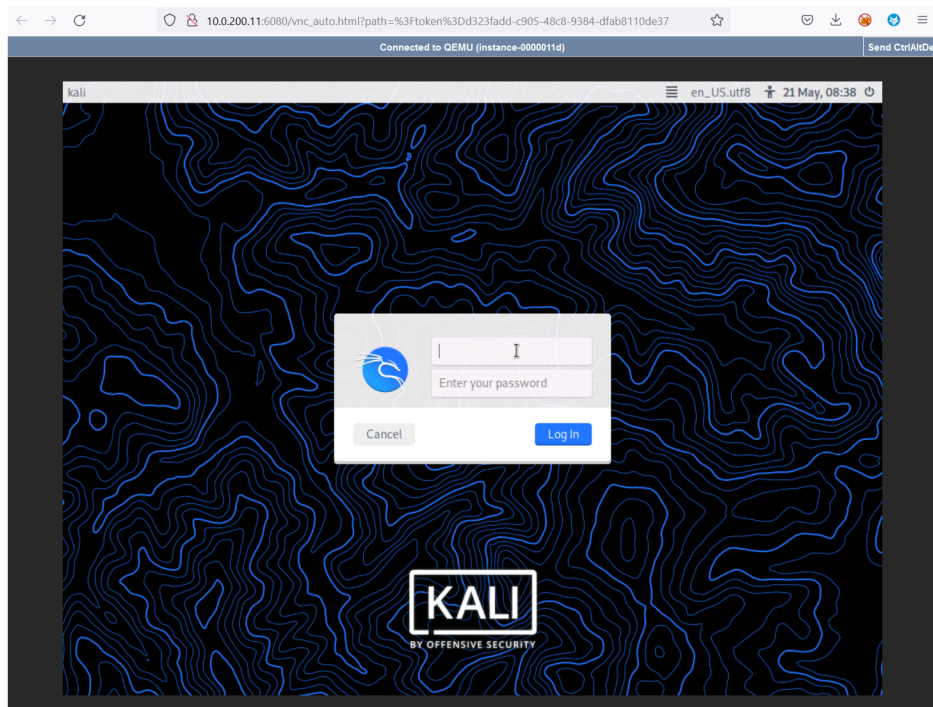 10.0.200.11:6080/vnc_auto.html?path=%3Ftoken%3Dd323fadd-c905-48c8-9384-dfab8110de37
Connected to QEMU (instance-0000011d)
Send CtrlAltDe
kali
en_US.utf8
21 May, 08:38
Enter your password
Cancel
Log In
KALI
BY OFFENSIVE SECURITY